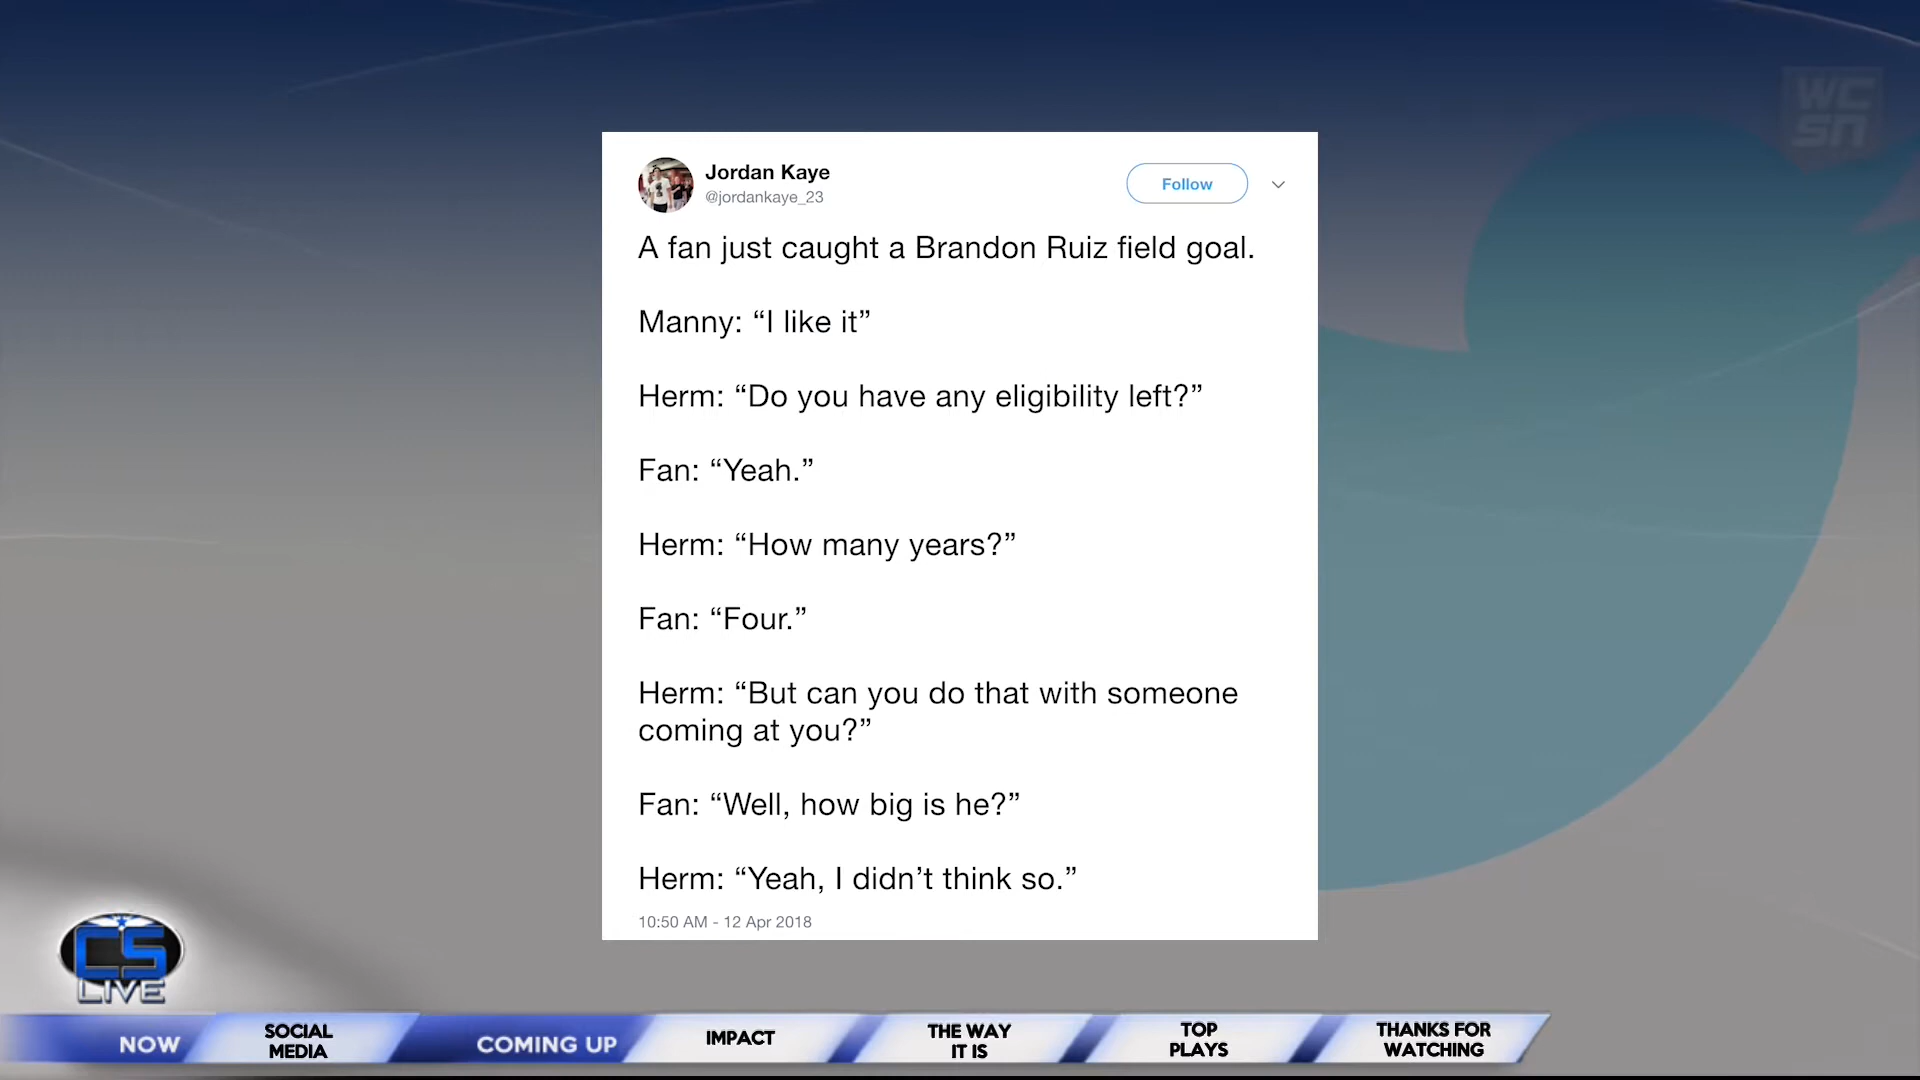 WC
SN
Jordan Kaye
@jordankaye_23
Follow
A fan just caught a Brandon Ruiz field goal.
Manny: “I like it”
Herm: “Do you have any eligibility left?”
Fan: “Yeah.”
Herm: “How many years?”
Fan: “Four.”
Herm: “But can you do that with someone
coming at you?”
Fan: “Well, how big is he?”
Herm: “Yeah, I didn’t think so.”
10:50 AM - 12 Apr 2018
CS
LIVE
NOW
SOCIAL
MEDIA
COMING UP
IMPACT
THE WAY
IT IS
TOP
PLAYS
THANKS FOR
WATCHING